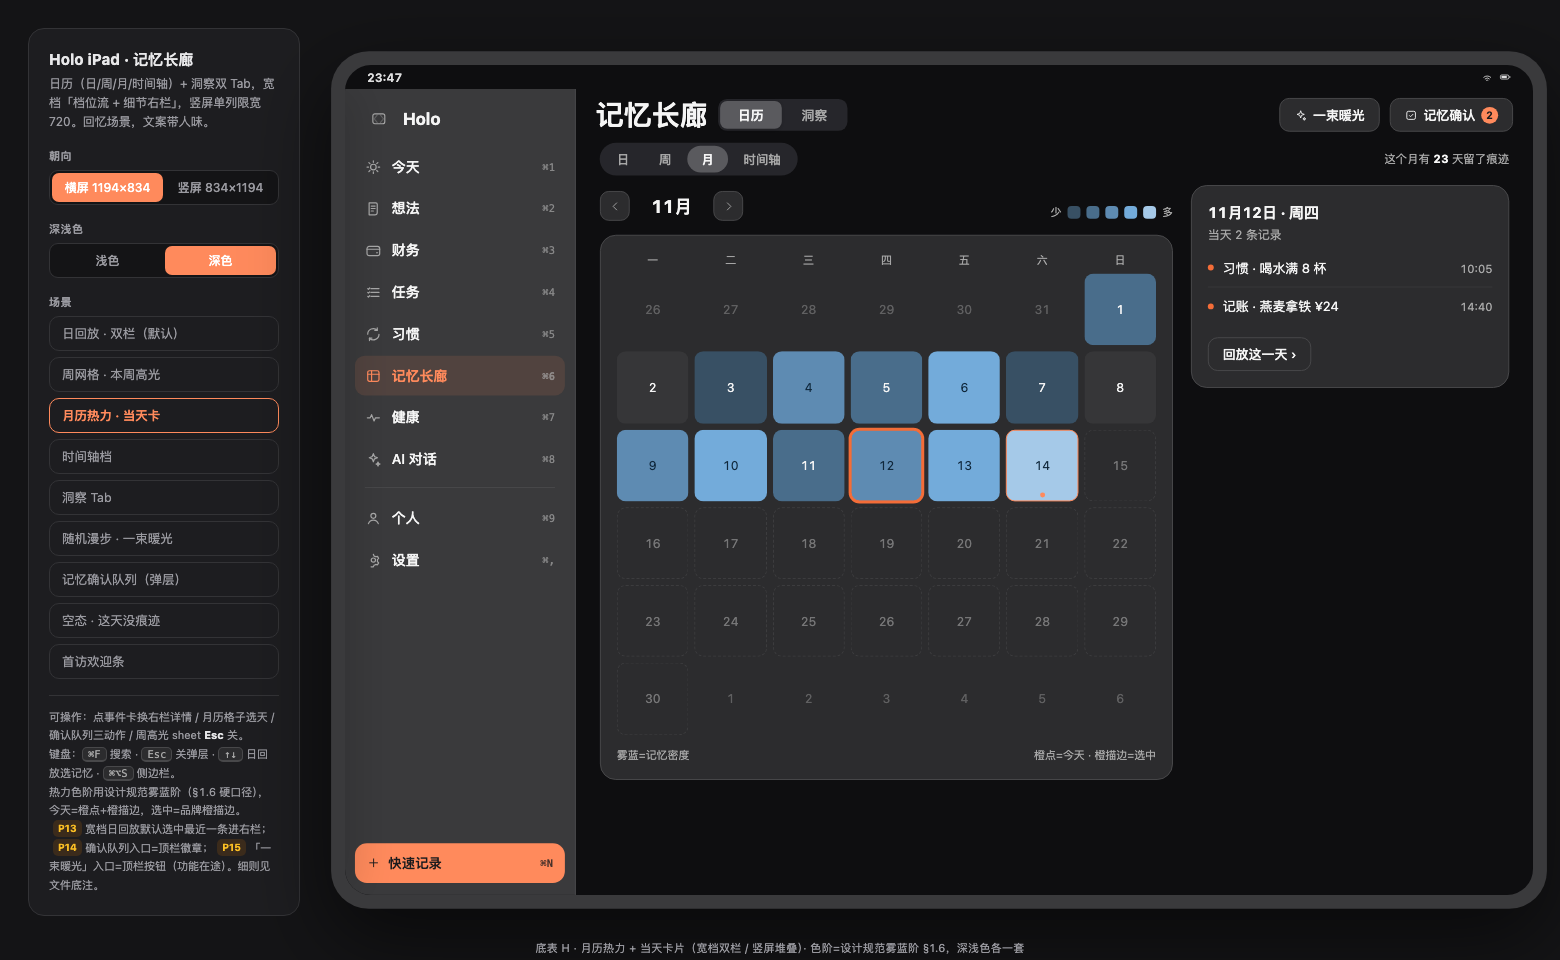 Holo iPad · 记忆长廊
日历（日/周/月/时间轴）+ 洞察双 Tab，宽
档「档位流 + 细节右栏」，竖屏单列限宽
720。回忆场景，文案带人味。
朝向
横屏 1194×834
竖屏 834×1194
深浅色
浅色
深色
场景
日回放 · 双栏（默认）
周网格 · 本周高光
月历热力 · 当天卡
时间轴档
洞察 Tab
随机漫步 · 一束暖光
记忆确认队列（弹层）
空态 · 这天没痕迹
首访欢迎条
可操作：点事件卡换右栏详情 / 月历格子选天 /
确认队列三动作 / 周高光 sheet Esc 关。
键盘：⌘F 搜索 · Esc 关弹层 · ↑↓ 日回
放选记忆 · ⌘⌥S 侧边栏。
热力色阶用设计规范雾蓝阶（§1.6 硬口径），
今天=橙点+橙描边，选中=品牌橙描边。
P13 宽档日回放默认选中最近一条进右栏；
P14 确认队列入口=顶栏徽章； P15 「一
束暖光」入口=顶栏按钮（功能在途）。细则见
文件底注。
23:47
Holo
今天 ⌘1
想法 ⌘2
财务 ⌘3
任务 ⌘4
习惯 ⌘5
记忆长廊 ⌘6
健康 ⌘7
AI 对话 ⌘8
个人 ⌘9
设置 ⌘,
+ 快速记录 ⌘N
记忆长廊
日历
洞察
一束暖光
记忆确认 2
日 周 月 时间轴
这个月有 23 天留了痕迹
‹ 11月 ›
少 多
一 二 三 四 五 六 日
26 27 28 29 30 31 1
2 3 4 5 6 7 8
9 10 11 12 13 14 15
16 17 18 19 20 21 22
23 24 25 26 27 28 29
30 1 2 3 4 5 6
雾蓝=记忆密度
橙点=今天 · 橙描边=选中
11月12日 · 周四
当天 2 条记录
习惯 · 喝水满 8 杯 10:05
记账 · 燕麦拿铁 ¥24 14:40
回放这一天 ›
底表 H · 月历热力 + 当天卡片（宽档双栏 / 竖屏堆叠）· 色阶=设计规范雾蓝阶 §1.6，深浅色各一套